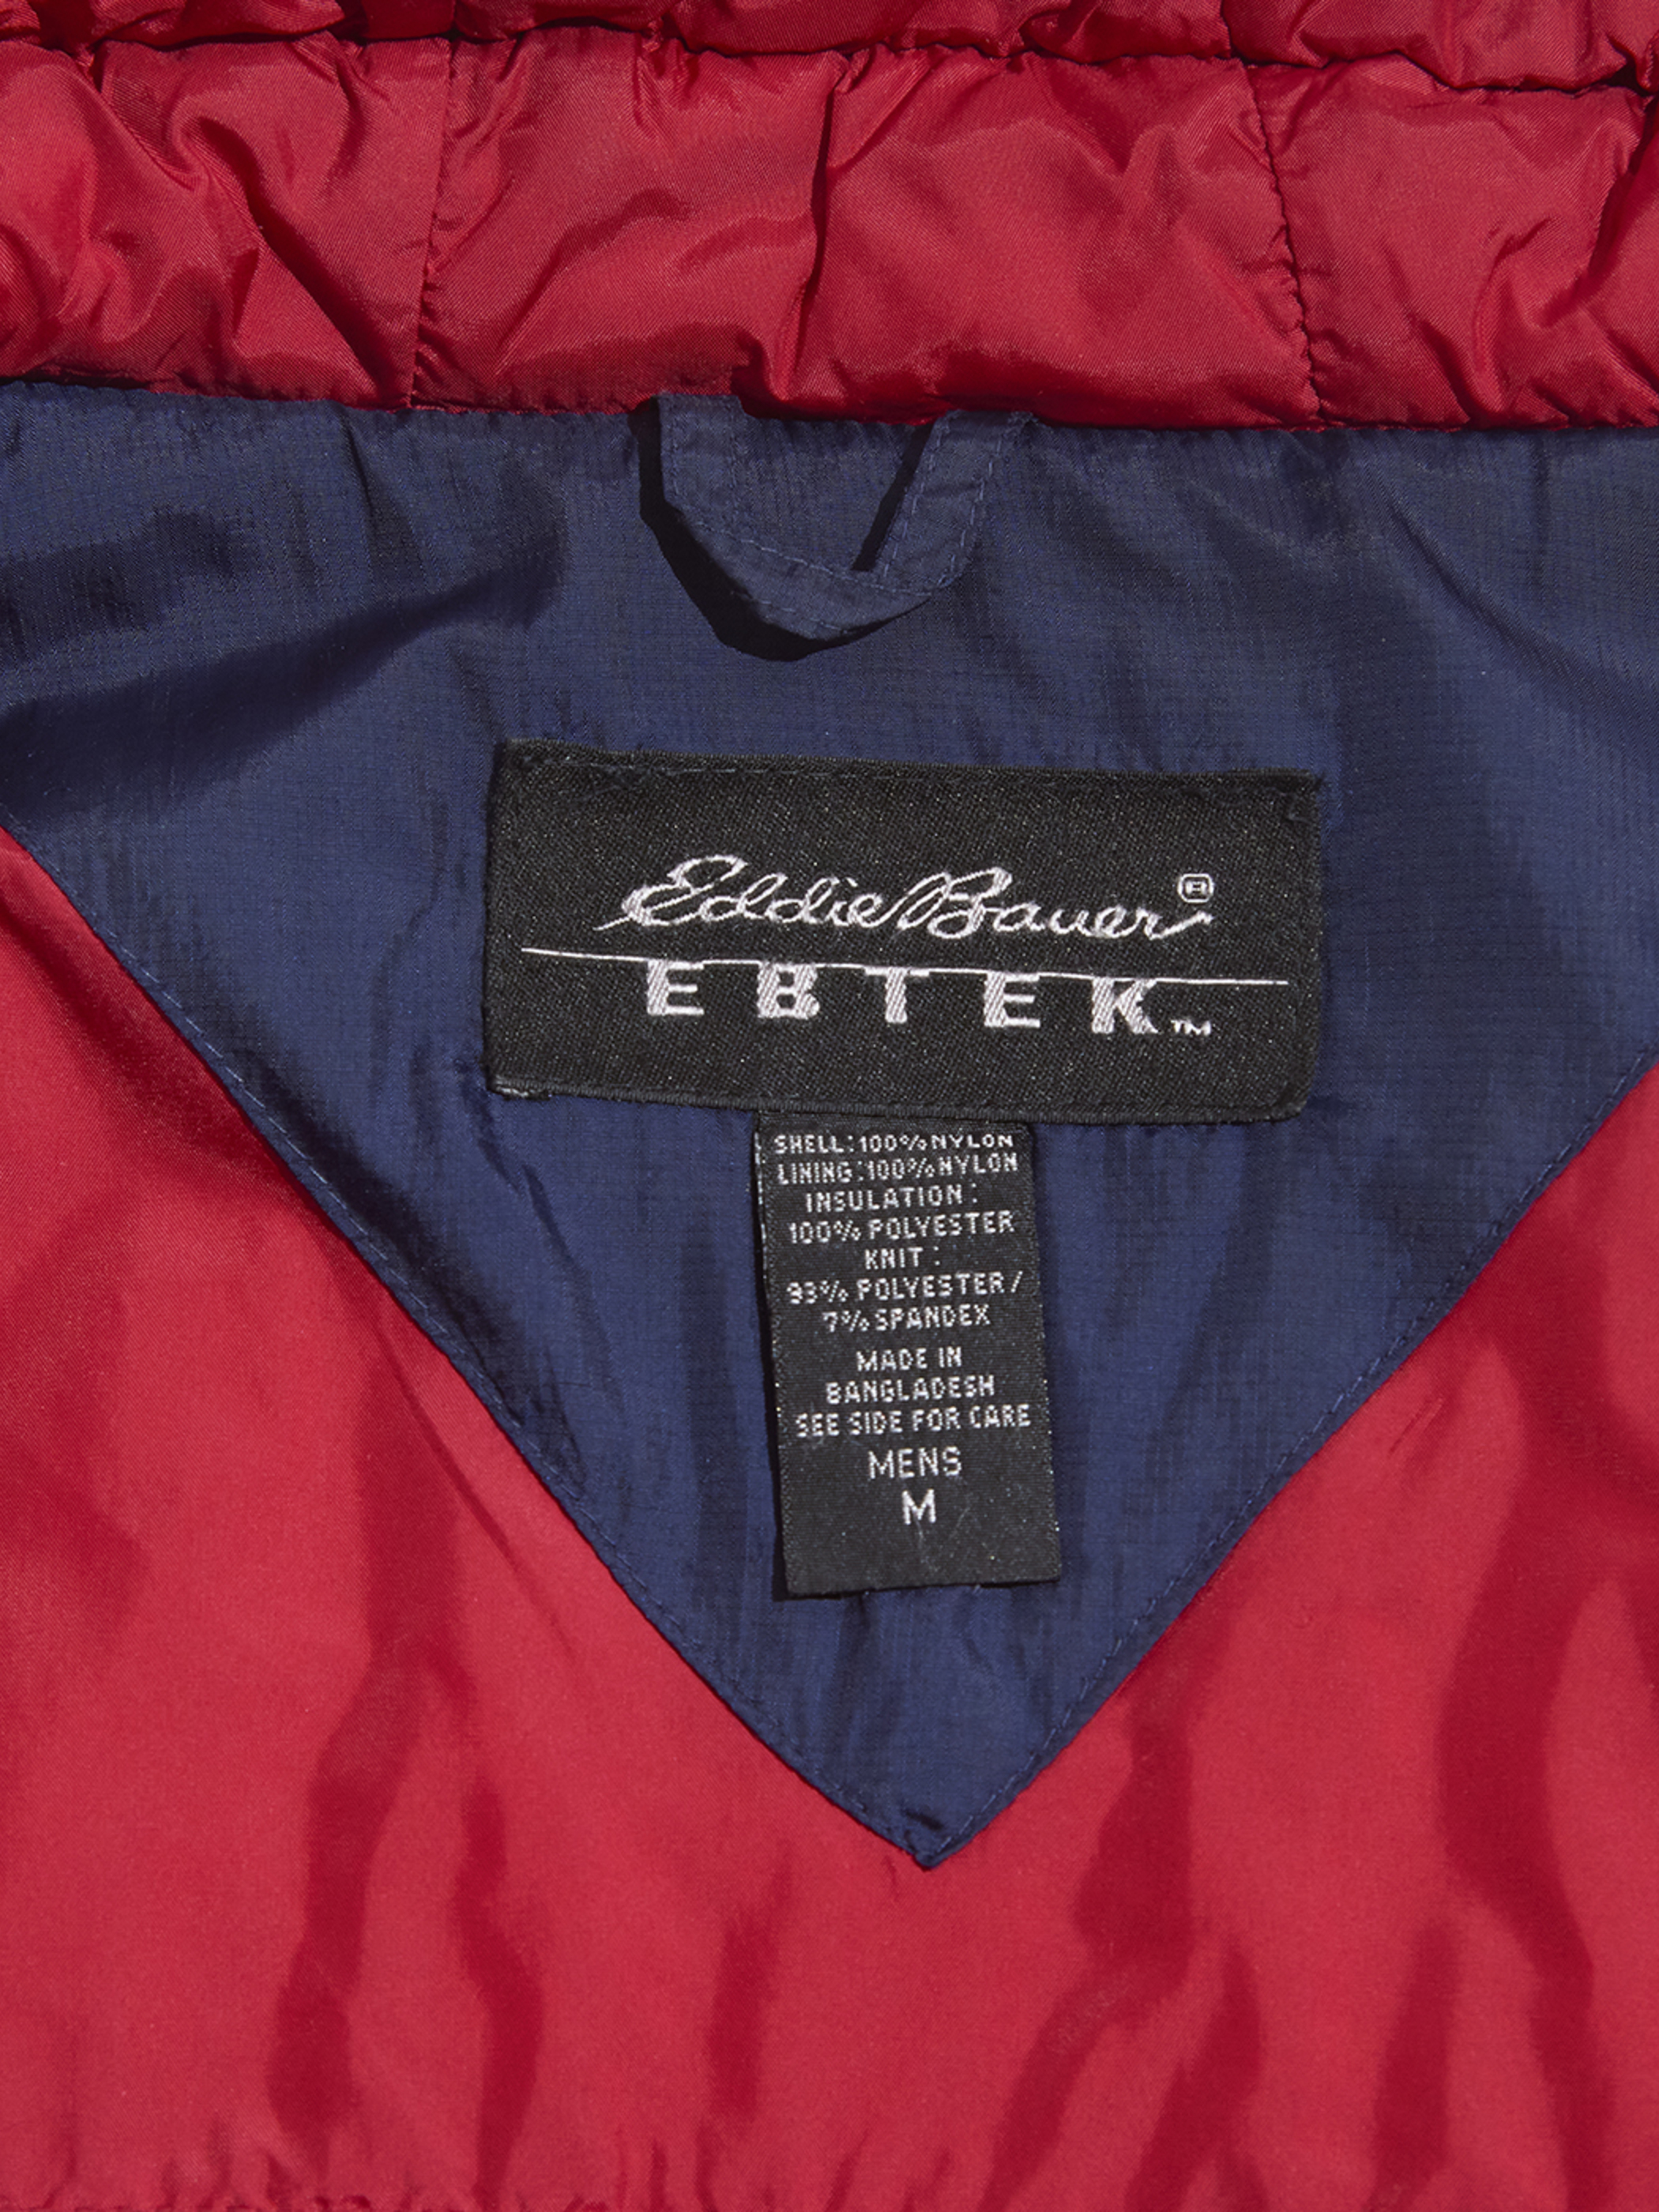 Eddie Bauer®
EBTEK™
SHELL: 100% NYLON
LINING: 100% NYLON
INSULATION:
100% POLYESTER
KNIT:
93% POLYESTER/
7% SPANDEX
MADE IN
BANGLADESH
SEE SIDE FOR CARE
MENS
M